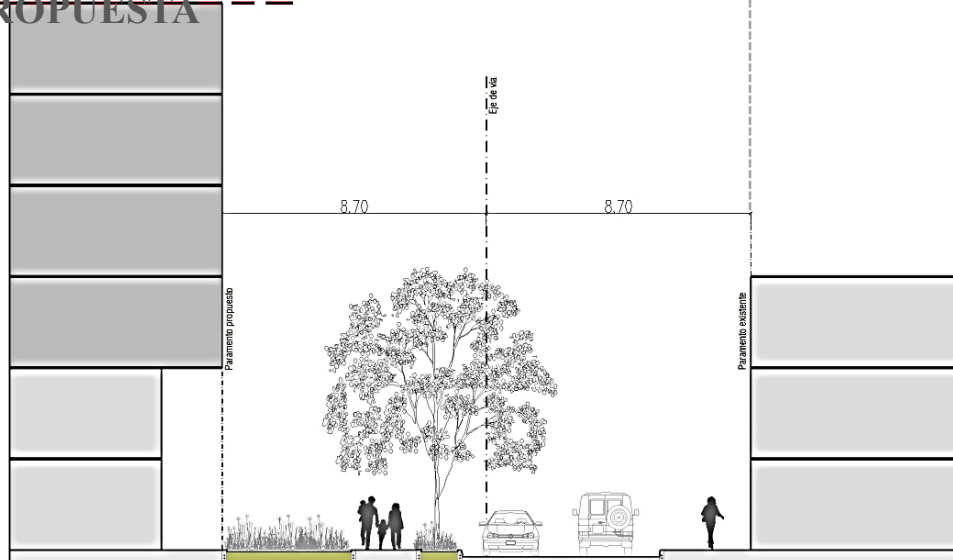 ROPUESTA
Eje de vía
8.70
8.70
Paramento propuesto
Paramento existente